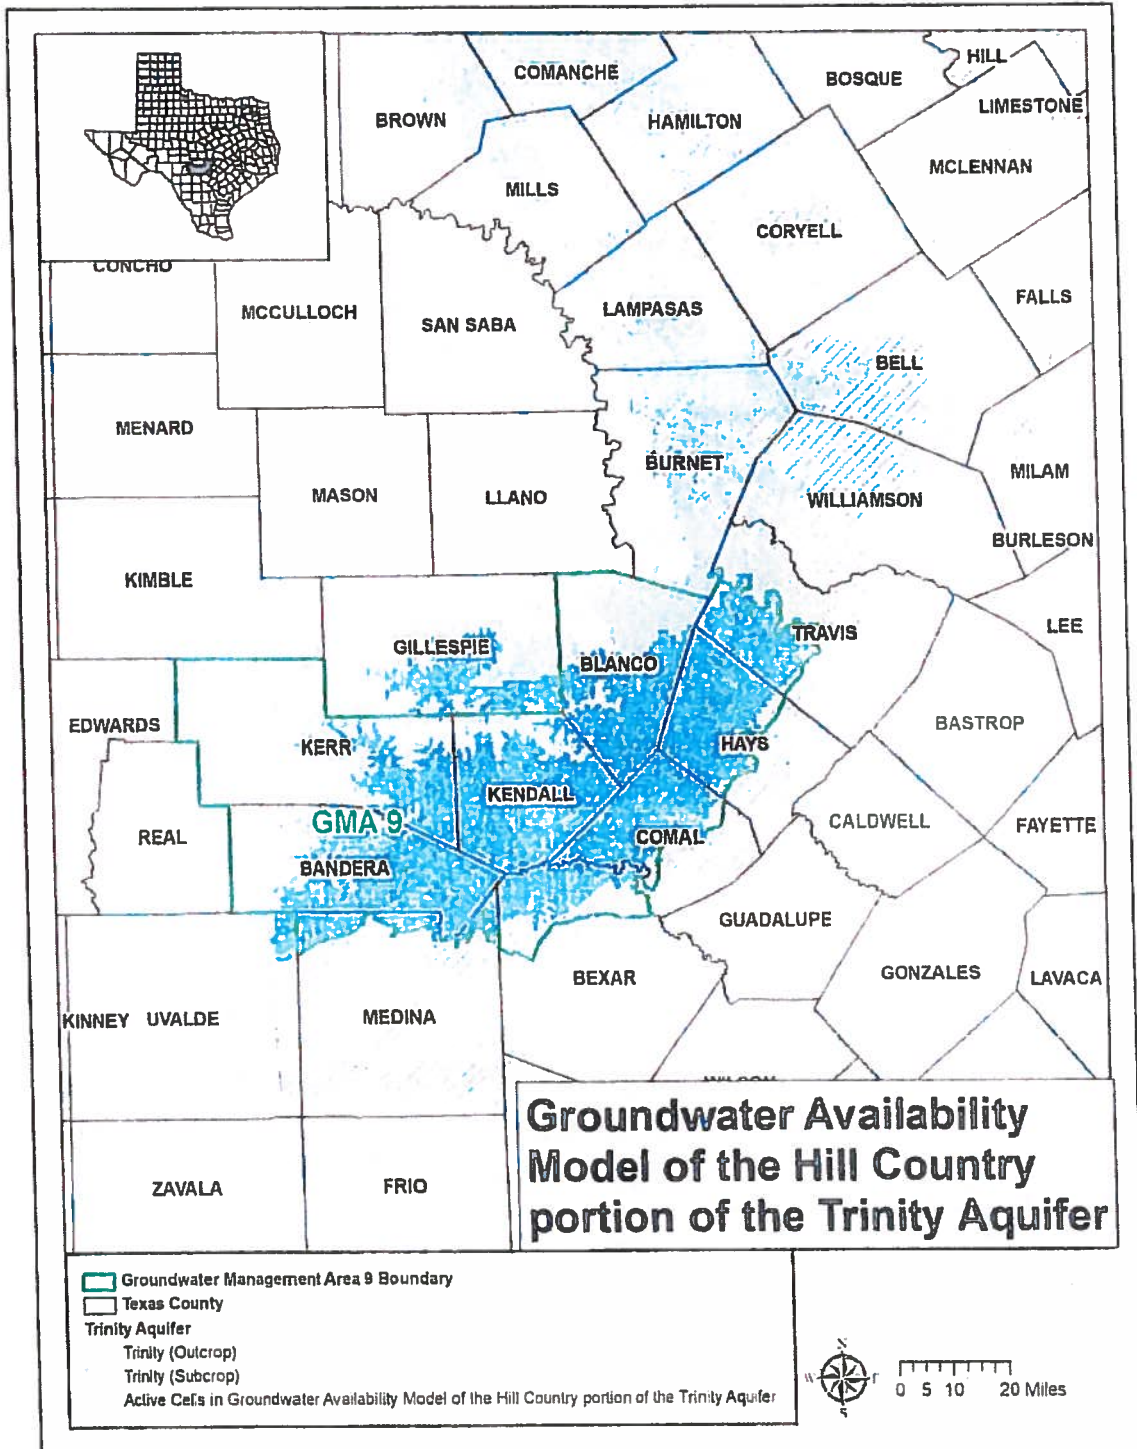 HILL
COMANCHE
BOSQUE
LIMESTONE
BROWN
HAMILTON
MCLENNAN
MILLS
CORYELL
CONCHO
FALLS
MCCULLOCH
LAMPASAS
SAN SABA
BELL
MENARD
BURNET
MILAM
MASON
LLANO
WILLIAMSON
BURLESON
KIMBLE
LEE
TRAVIS
GILLESPIE
BLANCO
EDWARDS
BASTROP
KERR
HAYS
KENDALL
GMA 9
CALDWELL
FAYETTE
REAL
COMAL
BANDERA
GUADALUPE
BEXAR
GONZALES
LAVACA
KINNEY
UVALDE
MEDINA
WILSON
ZAVALA
FRIO
Groundwater Availability
Model of the Hill Country
portion of the Trinity Aquifer
Groundwater Management Area 9 Boundary
Texas County
Trinity Aquifer
Trinity (Outcrop)
Trinity (Subcrop)
Active Cells in Groundwater Availability Model of the Hill Country portion of the Trinity Aquifer
N
W
S
0 5 10 20 Miles